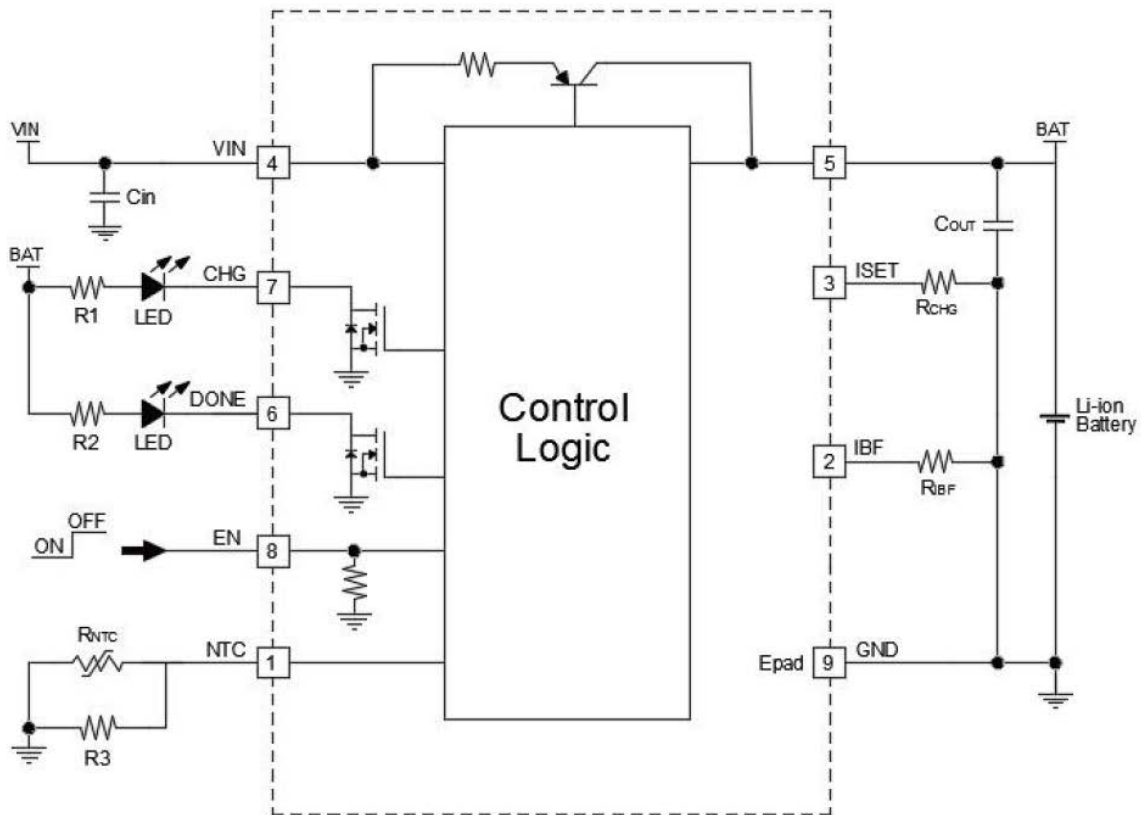 VIN
VIN
4
Cin
BAT
R1
LED
CHG
7
R2
LED
DONE
6
ON
OFF
EN
8
RNTC
NTC
1
R3
Control
Logic
5
BAT
COUT
3
ISET
RCHG
2
IBF
RIBF
Li-ion
Battery
Epad
9
GND